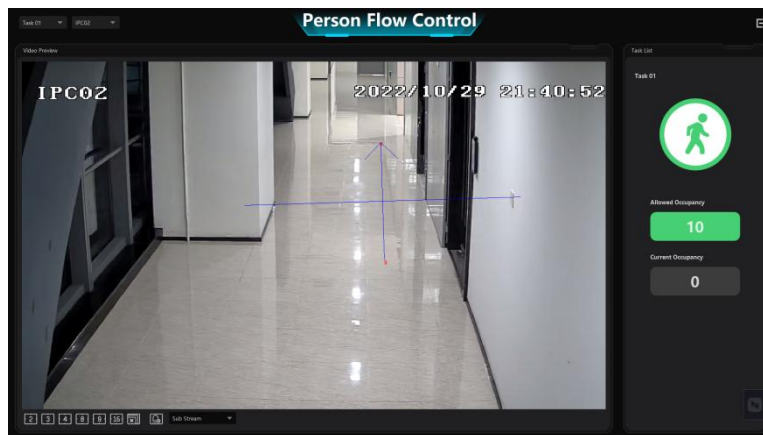 Task 01 IPC02 Person Flow Control
Video Preview
Task List
IPC02 2022/10/29 21:40:52
Task 01
Allowed Occupancy
10
Current Occupancy
0
2 3 4 8 9 16 Sub Stream